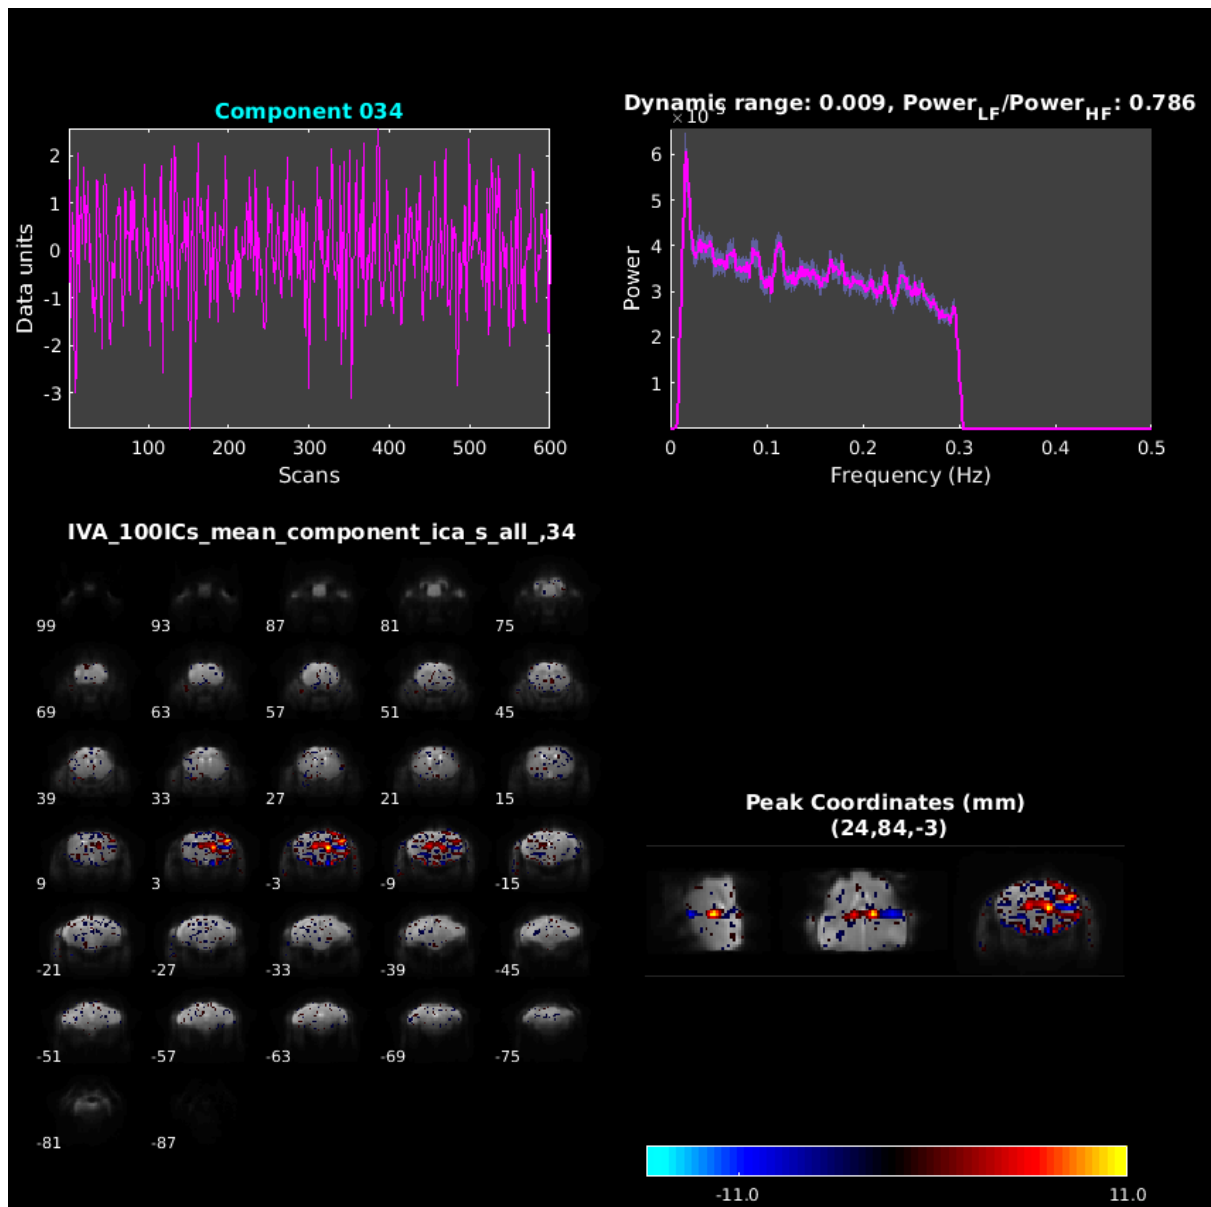 Component 034
2
1
0
-1
-2
-3
Data units
100 200 300 400 500 600
Scans
Dynamic range: 0.009, Power_LF/Power_HF: 0.786
6
5
4
3
2
1
Power
0 0.1 0.2 0.3 0.4 0.5
Frequency (Hz)
IVA_100ICs_mean_component_ica_s_all_,34
99 93 87 81 75
69 63 57 51 45
39 33 27 21 15
9 3 -3 -9 -15
-21 -27 -33 -39 -45
-51 -57 -63 -69 -75
-81 -87
Peak Coordinates (mm)
(24,84,-3)
-11.0 11.0